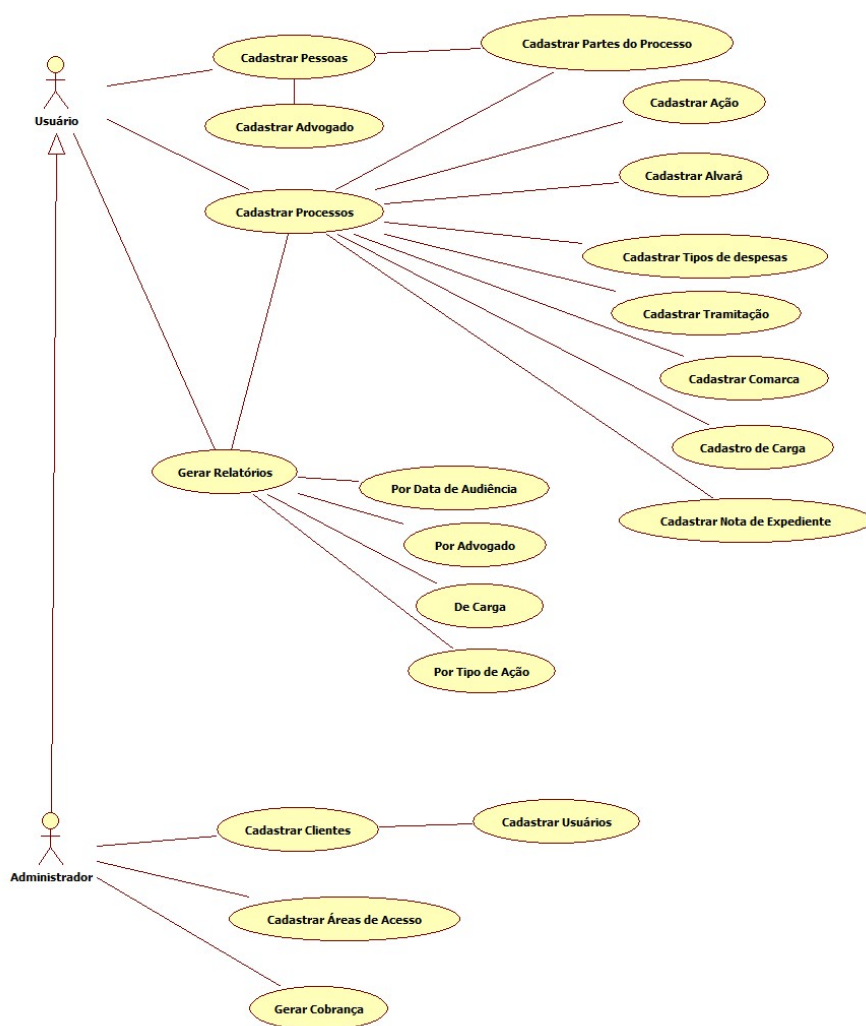 Cadastrar Pessoas
Cadastrar Partes do Processo
Usuário
Cadastrar Advogado
Cadastrar Ação
Cadastrar Alvará
Cadastrar Processos
Cadastrar Tipos de despesas
Cadastrar Tramitação
Cadastrar Comarca
Cadastro de Carga
Gerar Relatórios
Por Data de Audiência
Cadastrar Nota de Expediente
Por Advogado
De Carga
Por Tipo de Ação
Cadastrar Clientes
Cadastrar Usuários
Administrador
Cadastrar Áreas de Acesso
Gerar Cobrança